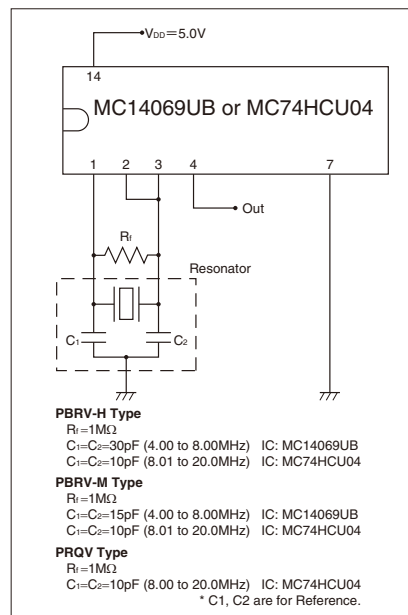 VDD=5.0V
14
MC14069UB or MC74HCU04
1 2 3 4 7
Out
Rf
Resonator
C1 C2
PBRV-H Type
Rf=1MΩ
C1=C2=30pF (4.00 to 8.00MHz) IC: MC14069UB
C1=C2=10pF (8.01 to 20.0MHz) IC: MC74HCU04
PBRV-M Type
Rf=1MΩ
C1=C2=15pF (4.00 to 8.00MHz) IC: MC14069UB
C1=C2=10pF (8.01 to 20.0MHz) IC: MC74HCU04
PRQV Type
Rf=1MΩ
C1=C2=10pF (8.00 to 20.0MHz) IC: MC74HCU04
* C1, C2 are for Reference.